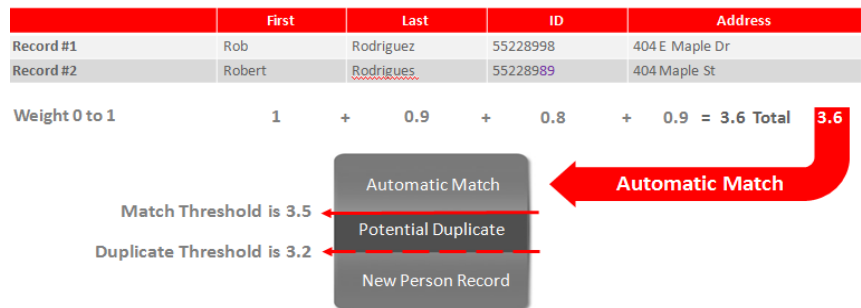 First Last ID Address
Record #1 Rob Rodriguez 55228998 404 E Maple Dr
Record #2 Robert Rodrigues 55228989 404 Maple St
Weight 0 to 1 1 + 0.9 + 0.8 + 0.9 = 3.6 Total 3.6
Automatic Match Automatic Match
Match Threshold is 3.5
Potential Duplicate
Duplicate Threshold is 3.2
New Person Record